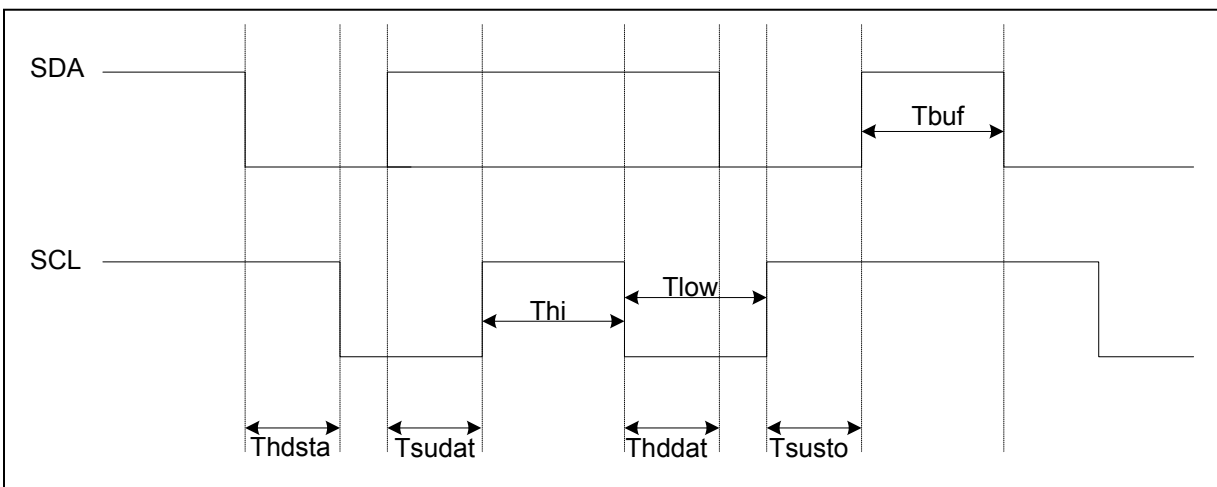 SDA
Tbuf
SCL
Tlow
Thi
Thdsta
Tsudat
Thddat
Tsusto